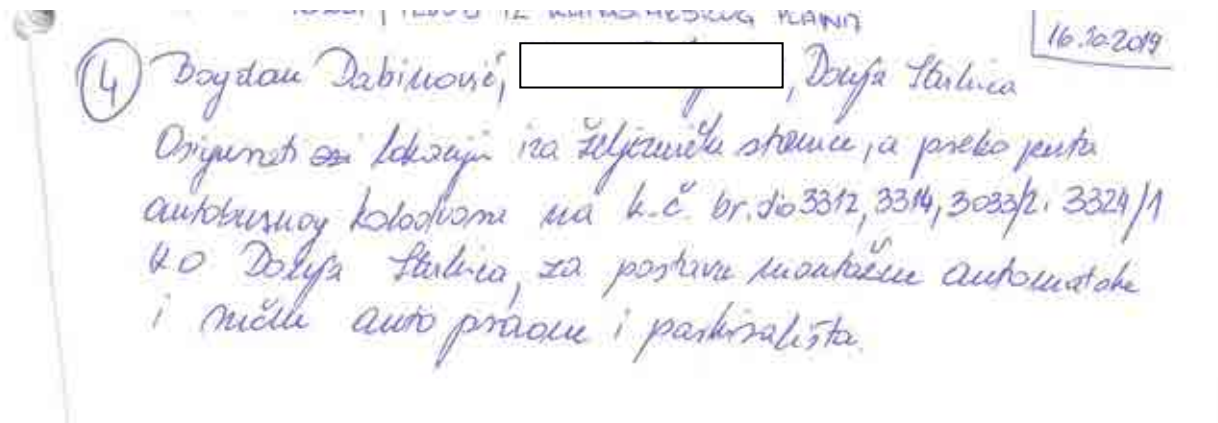 16.10.2019
4 Bogdan Dabinović, , Donja Stubica
Osigurati lokaciju iza željezničke stanice, a preko puta
autobusnog kolodvora na k.č. br. dio 3312, 3314, 3033/2 i 3324/1
KO Donja Stubica, za postavu montažne automatske
i ručne auto praone i parkirališta.